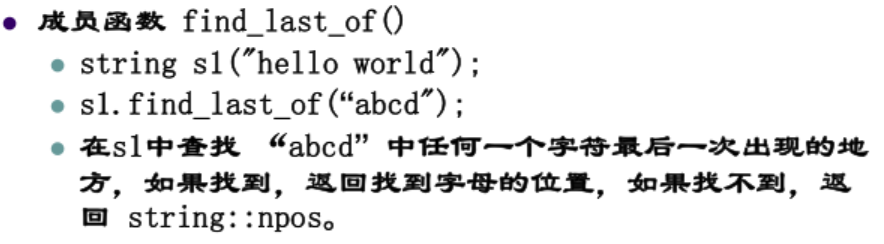 • 成员函数 find_last_of()
• string s1("hello world");
• s1.find_last_of(“abcd");
• 在s1中查找 “abcd”中任何一个字符最后一次出现的地
方，如果找到，返回找到字母的位置，如果找不到，返
回 string::npos。